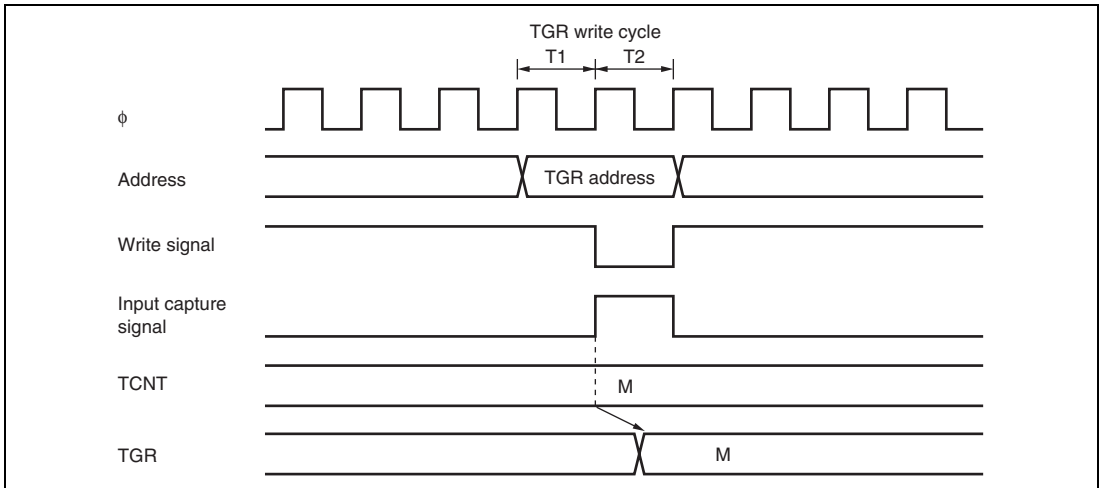 TGR write cycle
T1 T2
ϕ
Address
TGR address
Write signal
Input capture
signal
TCNT
M
TGR
M